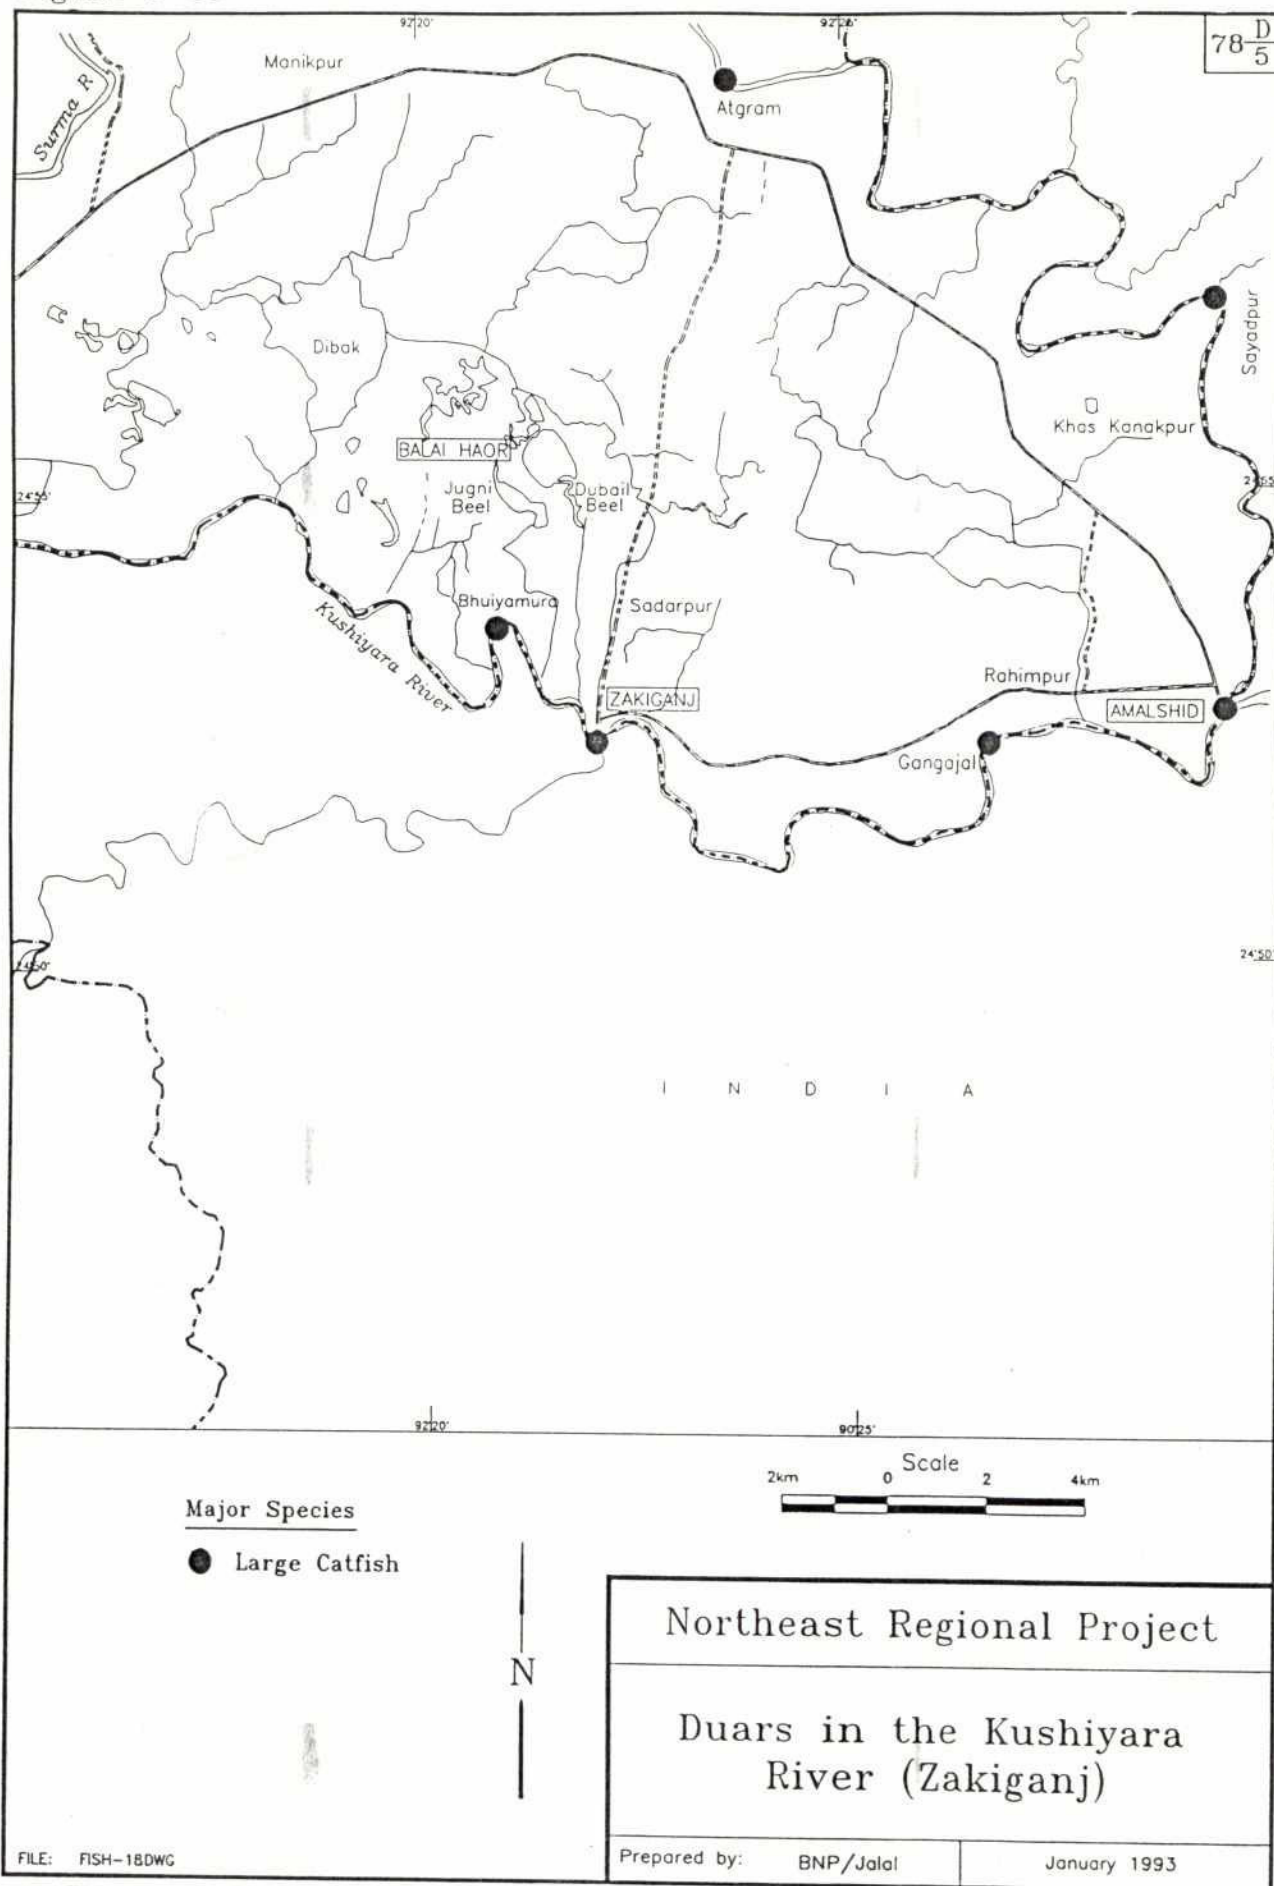 92°20'
78 D
5
Manikpur
Surma R
Atgram
Sayadpur
Dibak
Khas Kanakpur
BALAI HAOR
24°55'
Jugni
Beel
Dubail
Beel
Bhuiyamura
Sadarpur
Kushiyara River
Rahimpur
ZAKIGANJ
AMALSHID
Gangajal
24°50'
24°50'
I N D I A
92°20'
90°25'
Scale
2km 0 2 4km
Major Species
Large Catfish
N
Northeast Regional Project
Duars in the Kushiyara
River (Zakiganj)
FILE: FISH-18DWG
Prepared by: BNP/Jalal
January 1993